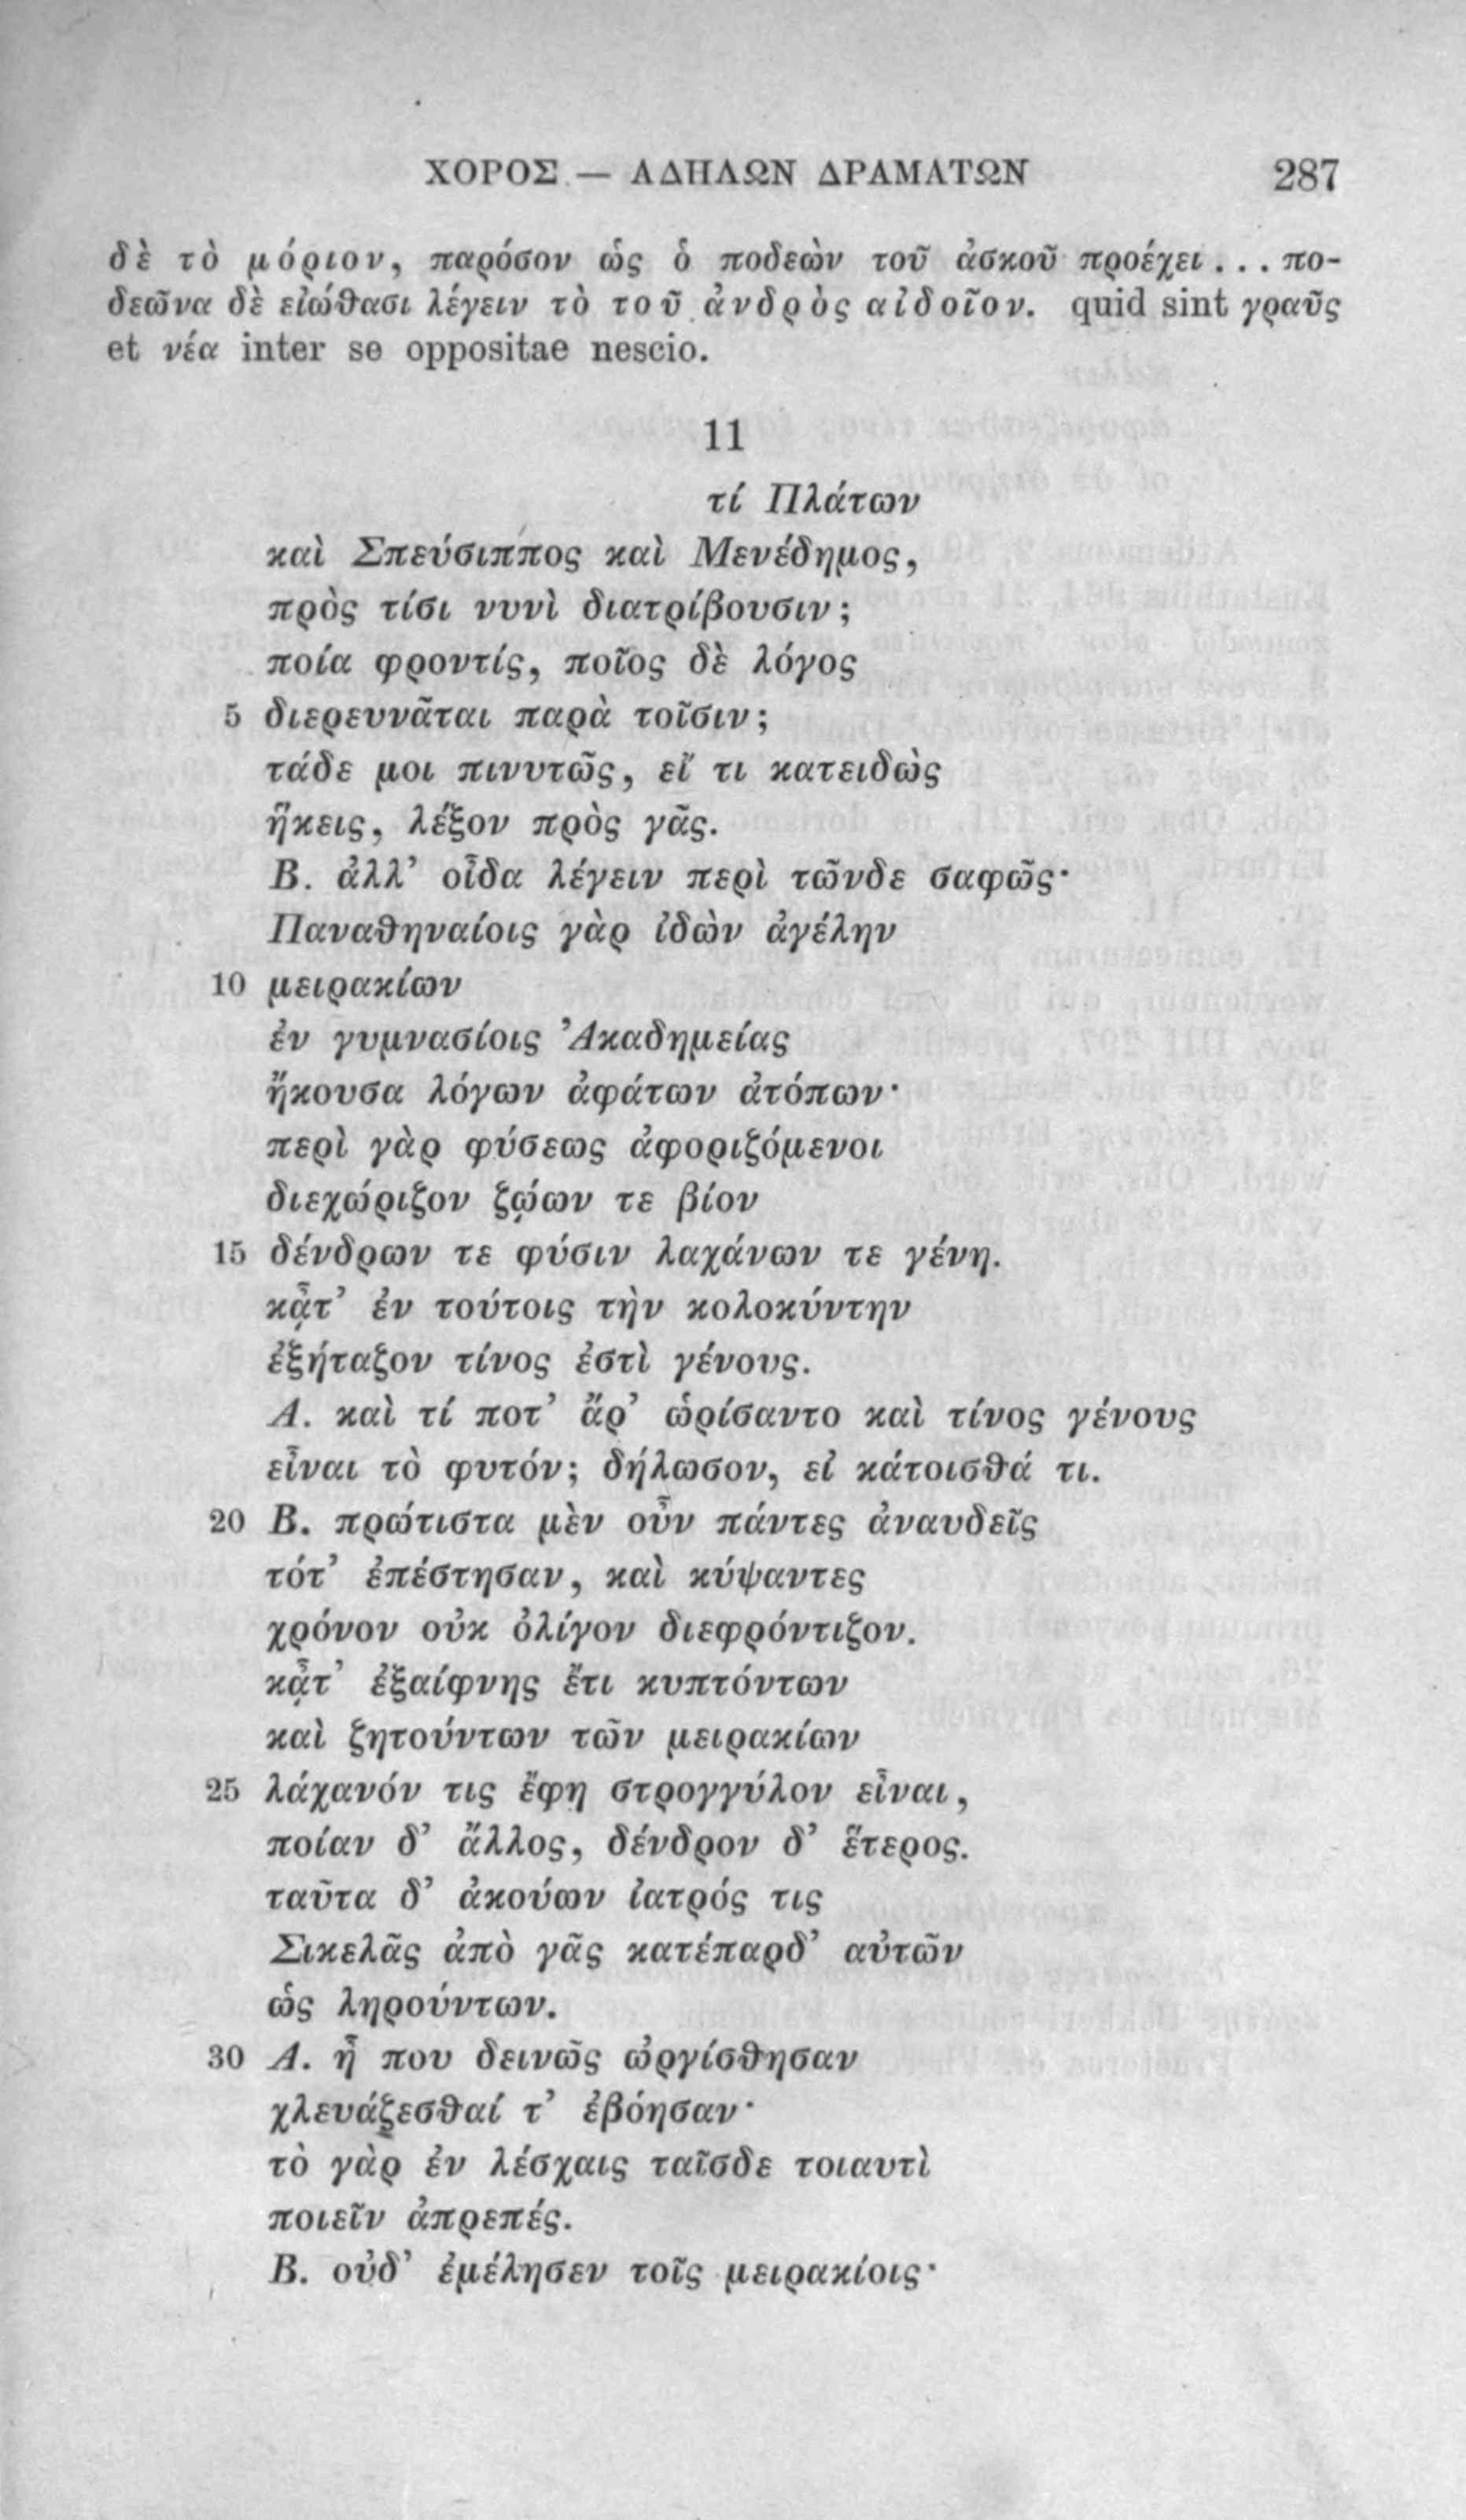 ΧΟΡΟΣ — ΑΔΗΛΩΝ ΔΡΑΜΑΤΩΝ 287
δὲ τὸ μόριον, παρόσον ὡς ὁ ποδεὼν τοῦ ἀσκοῦ προέχει... πο-
δεῶνα δὲ εἰώθασι λέγειν τὸ τοῦ ἀνδρὸς αἰδοῖον. quid sint γραῦς
et νέα inter se oppositae nescio.
11
τί Πλάτων
καὶ Σπεύσιππος καὶ Μενέδημος,
πρὸς τίσι νυνὶ διατρίβουσιν;
ποία φροντίς, ποῖος δὲ λόγος
5 διερευνᾶται παρὰ τοῖσιν;
τάδε μοι πινυτῶς, εἴ τι κατειδὼς
ἥκεις, λέξον πρὸς γᾶς.
Β. ἀλλ’ οἶδα λέγειν περὶ τῶνδε σαφῶς·
Παναθηναίοις γὰρ ἰδὼν ἀγέλην
10 μειρακίων
ἐν γυμνασίοις Ἀκαδημείας
ἤκουσα λόγων ἀφάτων ἀτόπων·
περὶ γὰρ φύσεως ἀφοριζόμενοι
διεχώριζον ζῴων τε βίον
15 δένδρων τε φύσιν λαχάνων τε γένη.
κᾆτ’ ἐν τούτοις τὴν κολοκύντην
ἐξήταζον τίνος ἐστὶ γένους.
Α. καὶ τί ποτ’ ἄρ’ ὡρίσαντο καὶ τίνος γένους
εἶναι τὸ φυτόν; δήλωσον, εἰ κάτοισθά τι.
20 Β. πρώτιστα μὲν οὖν πάντες ἀναυδεῖς
τότ’ ἐπέστησαν, καὶ κύψαντες
χρόνον οὐκ ὀλίγον διεφρόντιζον.
κᾆτ’ ἐξαίφνης ἔτι κυπτόντων
καὶ ζητούντων τῶν μειρακίων
25 λάχανόν τις ἔφη στρογγύλον εἶναι,
ποίαν δ’ ἄλλος, δένδρον δ’ ἕτερος.
ταῦτα δ’ ἀκούων ἰατρός τις
Σικελᾶς ἀπὸ γᾶς κατέπαρδ’ αὐτῶν
ὡς ληρούντων.
30 Α. ἦ που δεινῶς ὠργίσθησαν
χλευάζεσθαί τ’ ἐβόησαν·
τὸ γὰρ ἐν λέσχαις ταῖσδε τοιαυτὶ
ποιεῖν ἀπρεπές.
Β. οὐδ’ ἐμέλησεν τοῖς μειρακίοις·